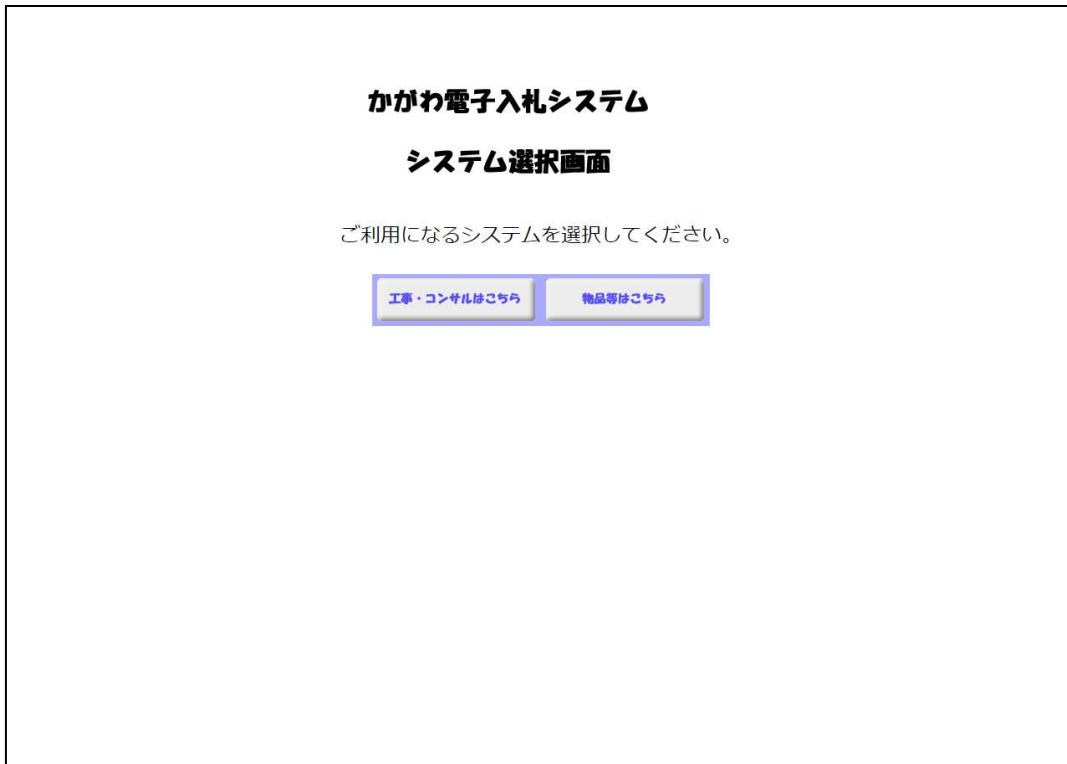 かがわ電子入札システム
システム選択画面
ご利用になるシステムを選択してください。
工事・コンサルはこちら 物品等はこちら